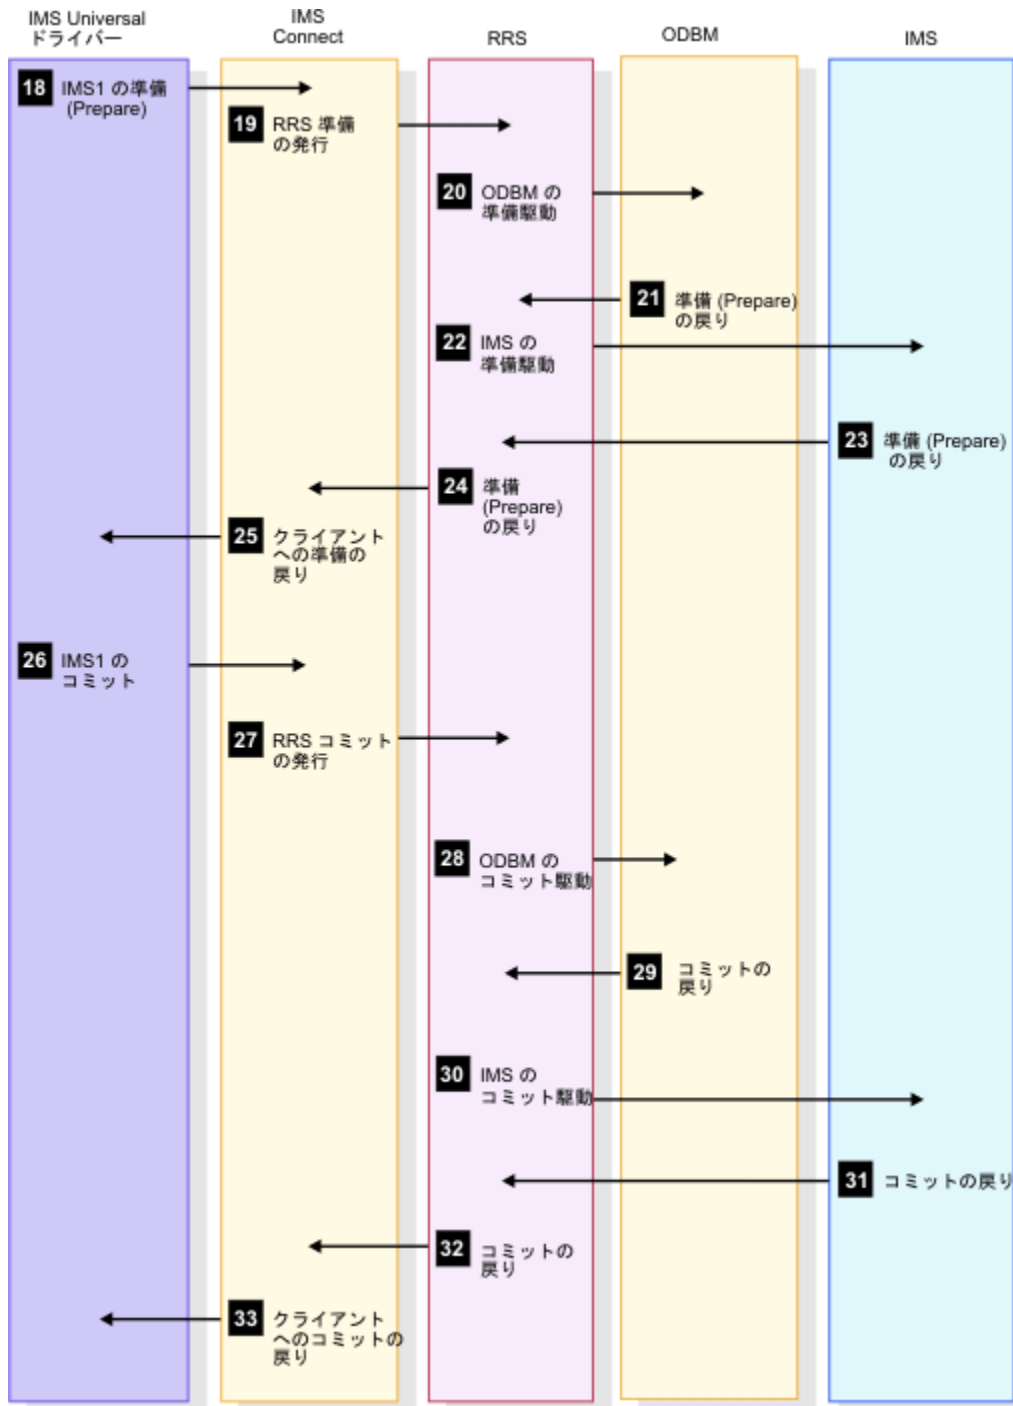 IMS Universal
ドライバー
IMS
Connect
RRS
ODBM
IMS
18 IMS1 の準備
(Prepare)
19 RRS 準備
の発行
20 ODBM の
準備駆動
21 準備 (Prepare)
の戻り
22 IMS の
準備駆動
23 準備 (Prepare)
の戻り
24 準備
(Prepare)
の戻り
25 クライアント
への準備の
戻り
26 IMS1 の
コミット
27 RRS コミット
の発行
28 ODBM の
コミット駆動
29 コミットの
戻り
30 IMS の
コミット駆動
31 コミットの戻り
32 コミットの
戻り
33 クライアント
へのコミットの
戻り